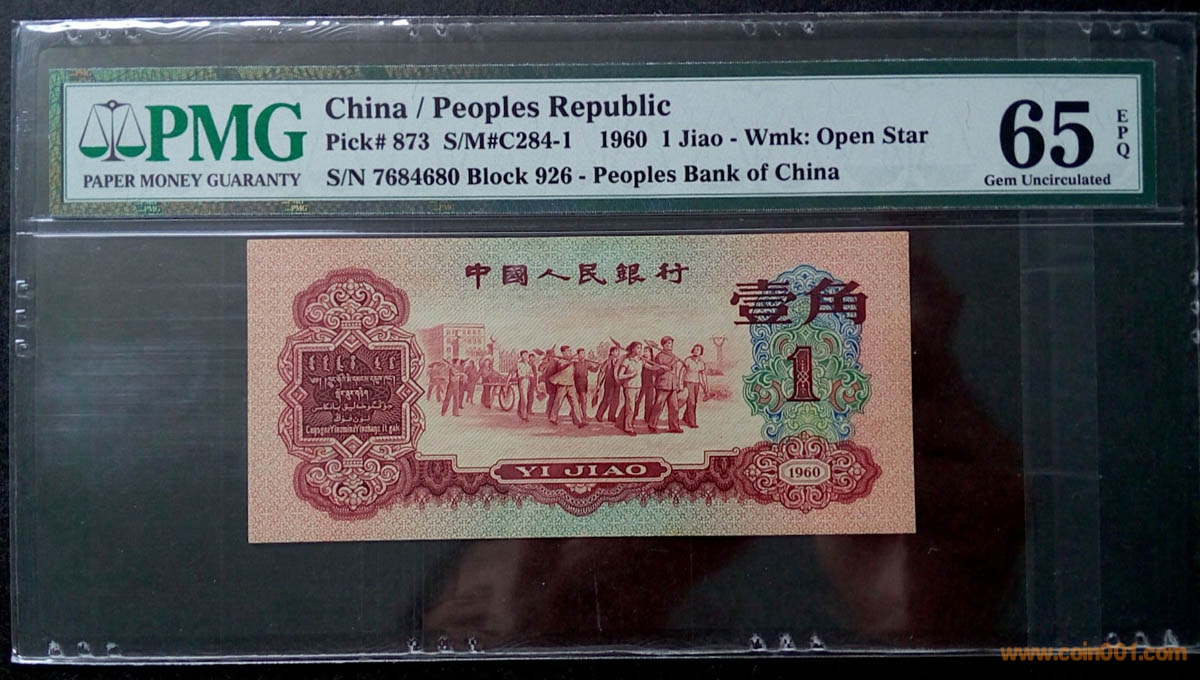 PMG
PAPER MONEY GUARANTY
China / Peoples Republic
Pick# 873 S/M#C284-1 1960 1 Jiao - Wmk: Open Star
S/N 7684680 Block 926 - Peoples Bank of China
65
EPQ
Gem Uncirculated
中國人民銀行
壹角
1
YI JIAO
1960
www.coin001.com